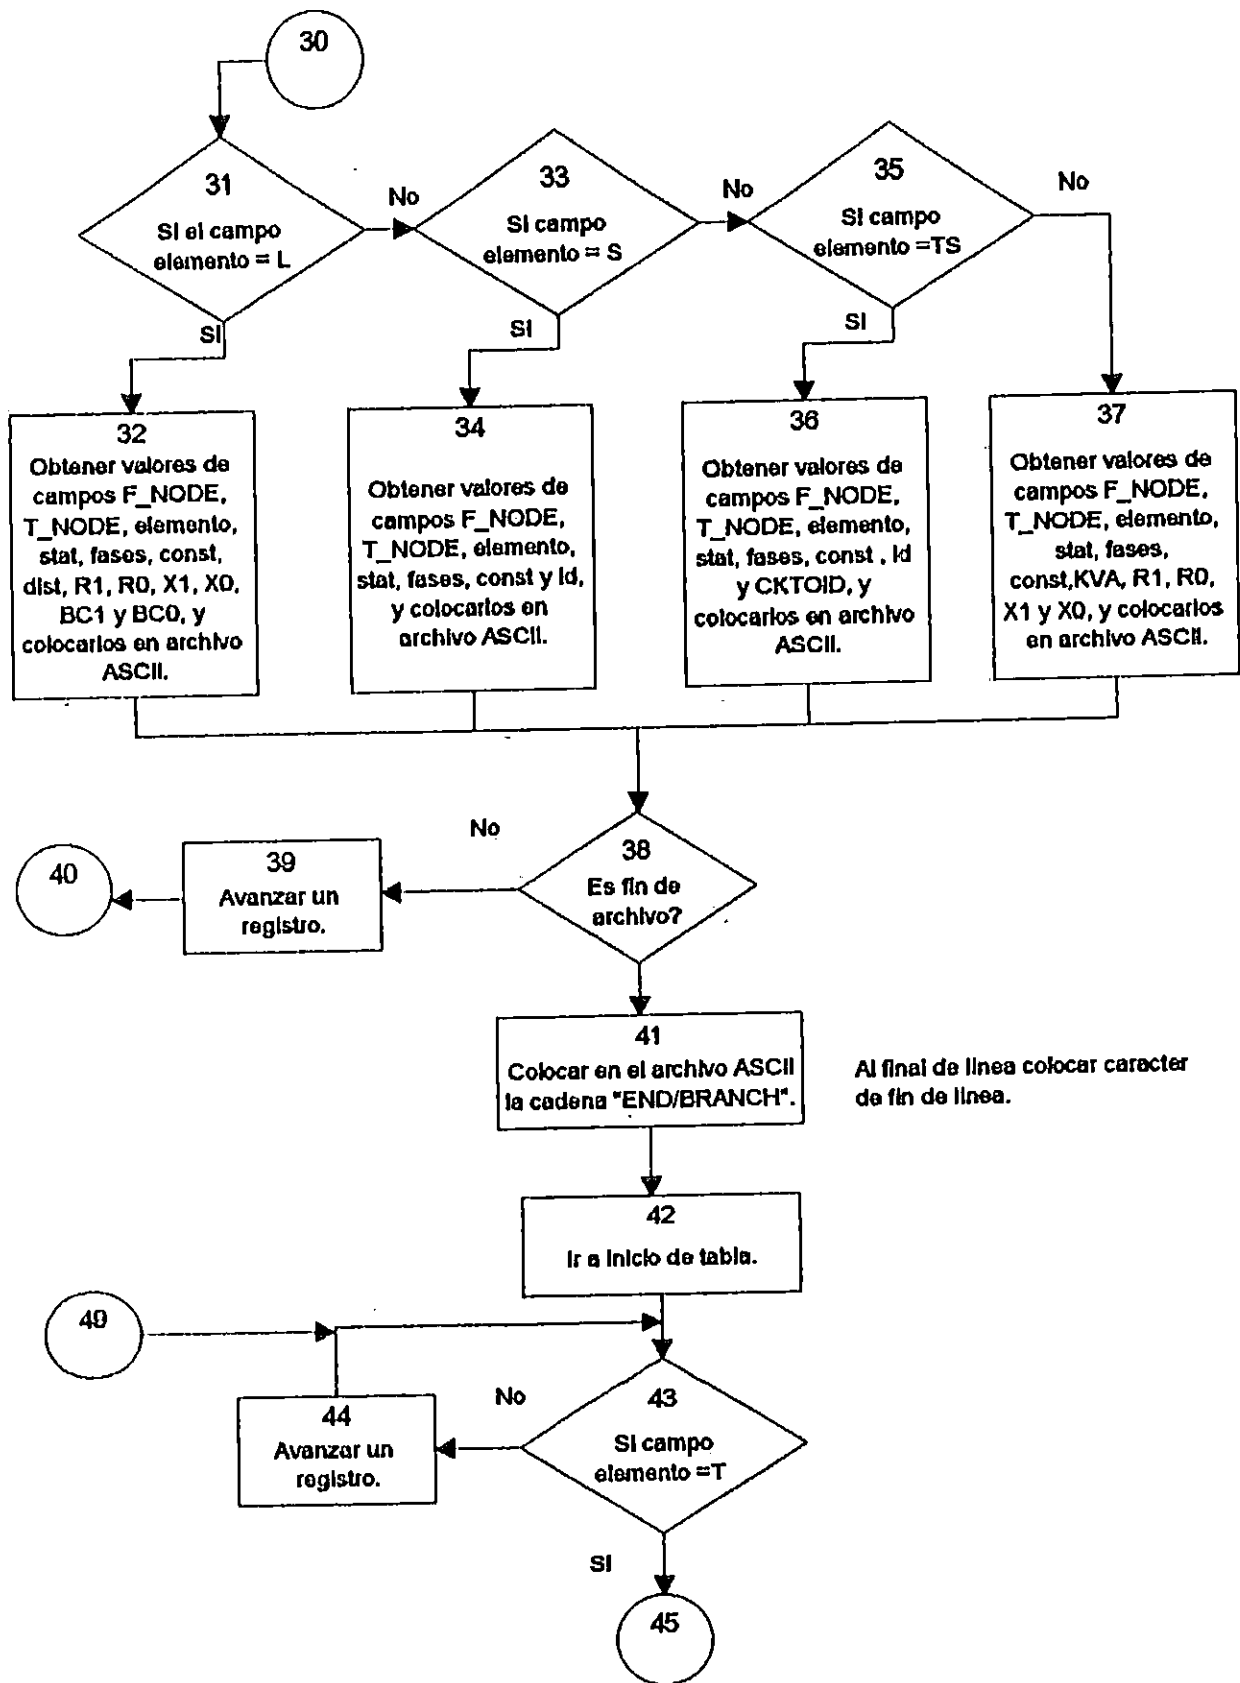 30
31
Si el campo
elemento = L
No
33
Si campo
elemento = S
No
35
Si campo
elemento =TS
No
SI
SI
SI
32
Obtener valores de
campos F_NODE,
T_NODE, elemento,
stat, fases, const,
dist, R1, R0, X1, X0,
BC1 y BC0, y
colocarlos en archivo
ASCII.
34
Obtener valores de
campos F_NODE,
T_NODE, elemento,
stat, fases, const y Id,
y colocarlos en
archivo ASCII.
36
Obtener valores de
campos F_NODE,
T_NODE, elemento,
stat, fases, const , Id
y CKTOID, y
colocarlos en archivo
ASCII.
37
Obtener valores de
campos F_NODE,
T_NODE, elemento,
stat, fases,
const,KVA, R1, R0,
X1 y X0, y colocarlos
en archivo ASCII.
No
38
Es fin de
archivo?
39
Avanzar un
registro.
40
41
Colocar en el archivo ASCII
la cadena "END/BRANCH".
Al final de linea colocar caracter
de fin de linea.
42
Ir a inicio de tabla.
49
No
43
Si campo
elemento =T
44
Avanzar un
registro.
SI
45